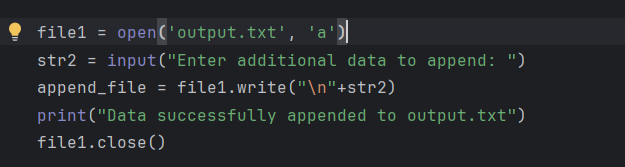 file1 = open('output.txt', 'a')
str2 = input("Enter additional data to append: ")
append_file = file1.write("\n"+str2)
print("Data successfully appended to output.txt")
file1.close()